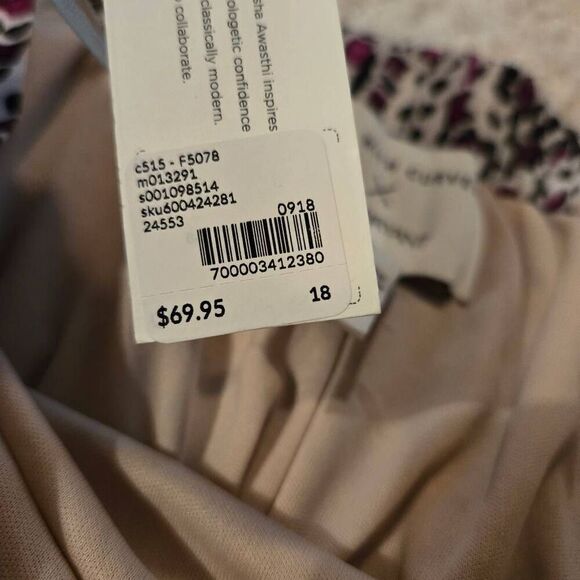 sha Awasthi inspires
ologetic confidence
classically modern.
collaborate.
c515 - F5078
m013291
s001098514
sku600424281
24553
0918
700003412380
$69.95
18
CURVY
X